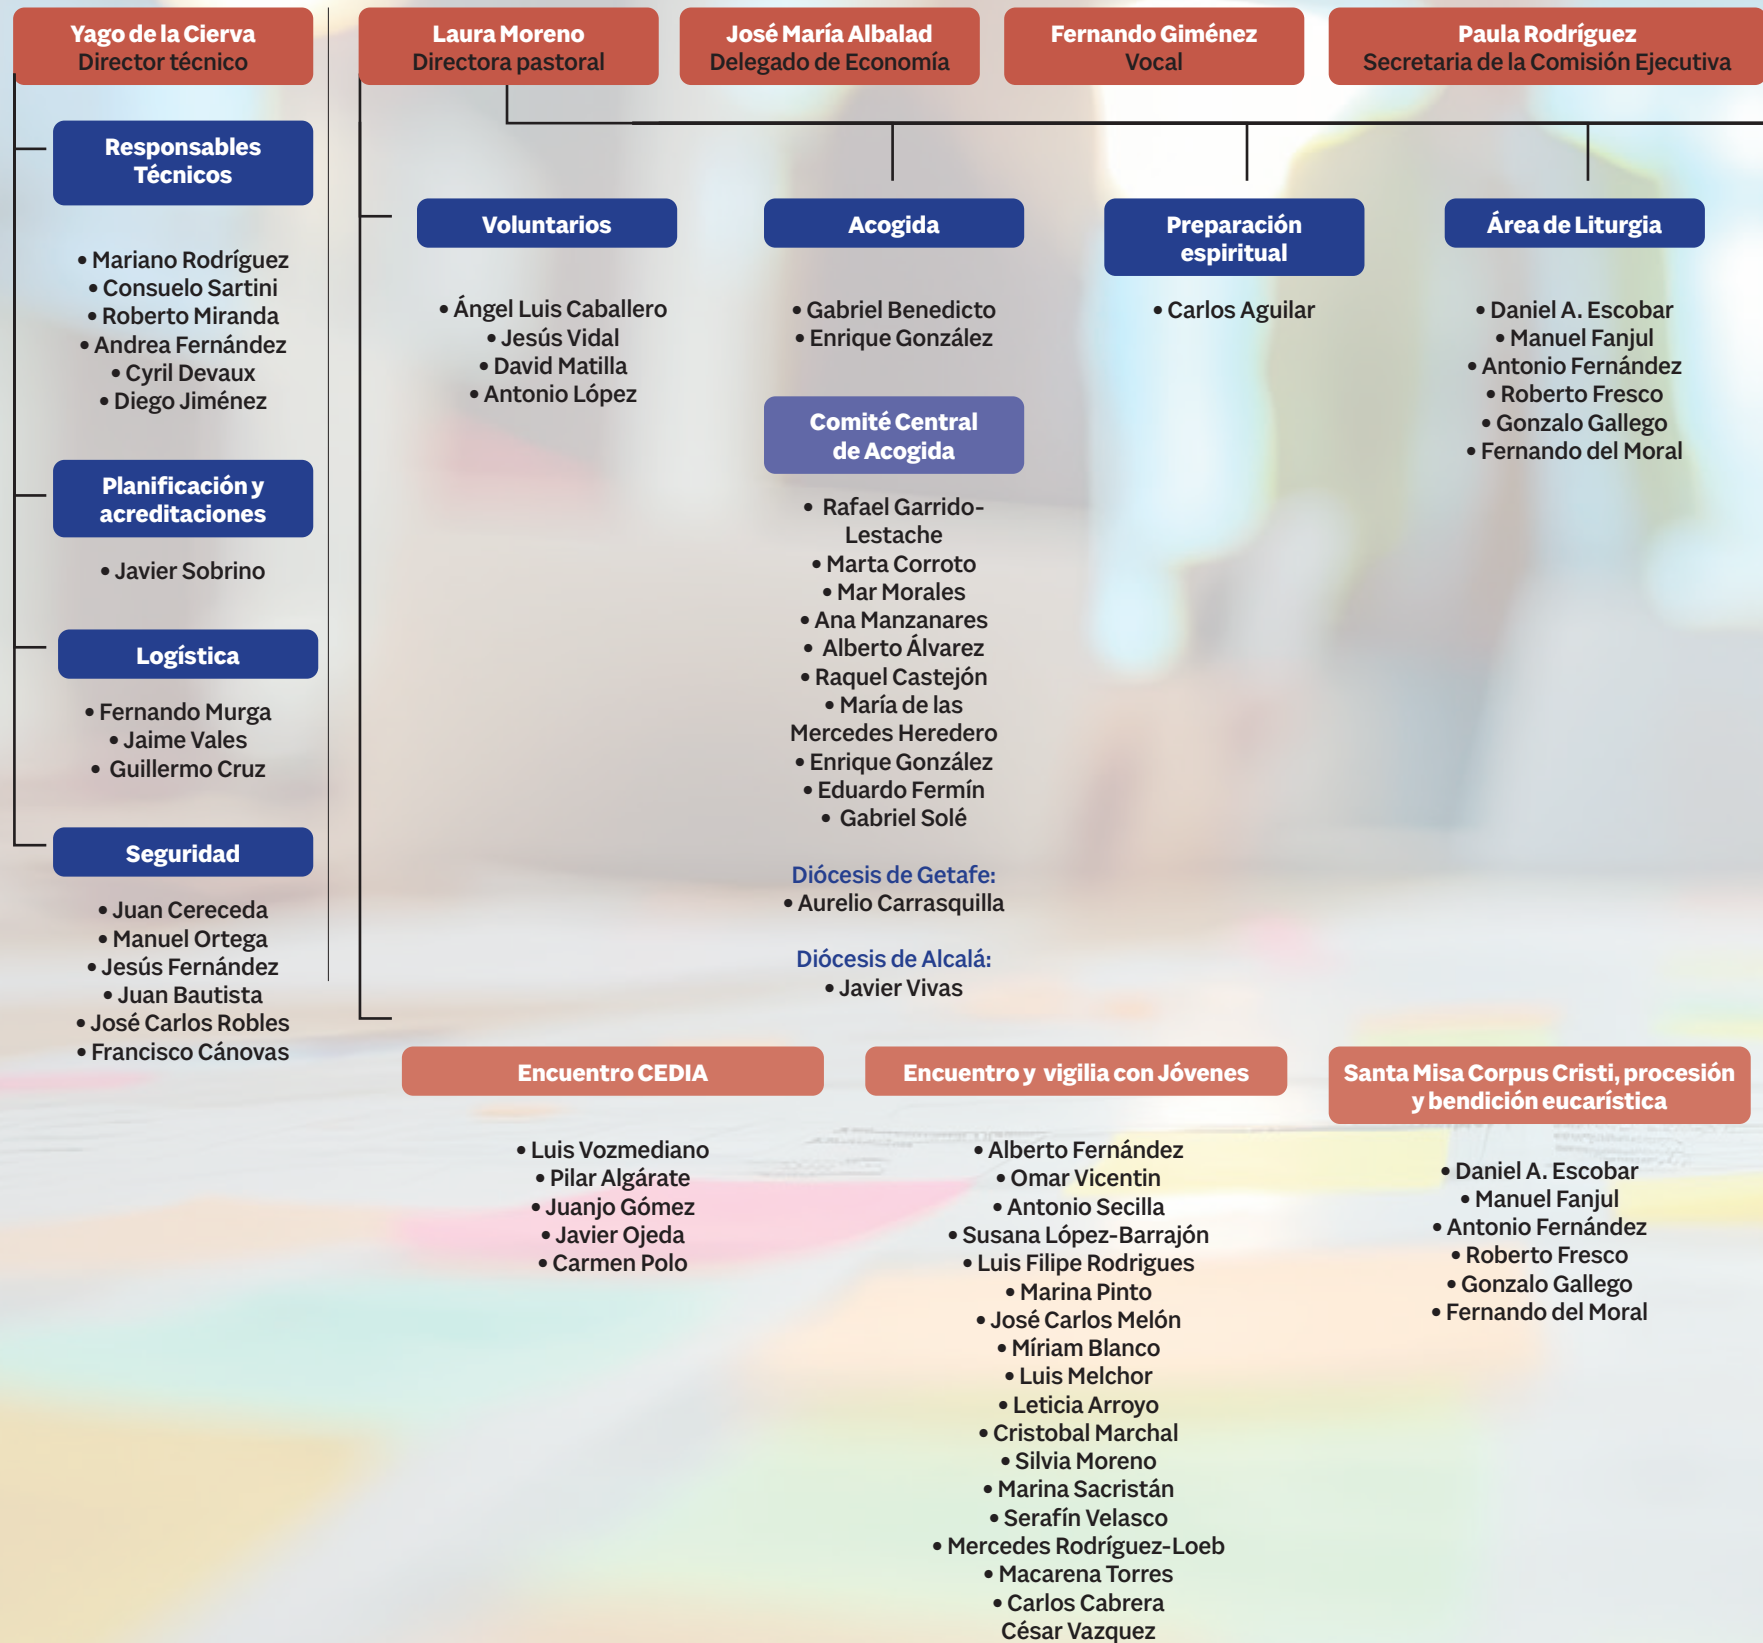 Yago de la Cierva
Director técnico
Laura Moreno
Directora pastoral
José María Albalad
Delegado de Economía
Fernando Giménez
Vocal
Paula Rodríguez
Secretaria de la Comisión Ejecutiva
Responsables
Técnicos
• Mariano Rodríguez
• Consuelo Sartini
• Roberto Miranda
• Andrea Fernández
• Cyril Devaux
• Diego Jiménez
Planificación y
acreditaciones
• Javier Sobrino
Logística
• Fernando Murga
• Jaime Vales
• Guillermo Cruz
Seguridad
• Juan Cereceda
• Manuel Ortega
• Jesús Fernández
• Juan Bautista
• José Carlos Robles
• Francisco Cánovas
Voluntarios
• Ángel Luis Caballero
• Jesús Vidal
• David Matilla
• Antonio López
Acogida
• Gabriel Benedicto
• Enrique González
Comité Central
de Acogida
• Rafael Garrido-
Lestache
• Marta Corroto
• Mar Morales
• Ana Manzanares
• Alberto Álvarez
• Raquel Castejón
• María de las
Mercedes Heredero
• Enrique González
• Eduardo Fermín
• Gabriel Solé
Diócesis de Getafe:
• Aurelio Carrasquilla
Diócesis de Alcalá:
• Javier Vivas
Preparación
espiritual
• Carlos Aguilar
Área de Liturgia
• Daniel A. Escobar
• Manuel Fanjul
• Antonio Fernández
• Roberto Fresco
• Gonzalo Gallego
• Fernando del Moral
Encuentro CEDIA
• Luis Vozmediano
• Pilar Algárate
• Juanjo Gómez
• Javier Ojeda
• Carmen Polo
Encuentro y vigilia con Jóvenes
• Alberto Fernández
• Omar Vicentin
• Antonio Secilla
• Susana López-Barrajón
• Luis Filipe Rodrigues
• Marina Pinto
• José Carlos Melón
• Míriam Blanco
• Luis Melchor
• Leticia Arroyo
• Cristobal Marchal
• Silvia Moreno
• Marina Sacristán
• Serafín Velasco
• Mercedes Rodríguez-Loeb
• Macarena Torres
• Carlos Cabrera
César Vazquez
Santa Misa Corpus Cristi, procesión
y bendición eucarística
• Daniel A. Escobar
• Manuel Fanjul
• Antonio Fernández
• Roberto Fresco
• Gonzalo Gallego
• Fernando del Moral